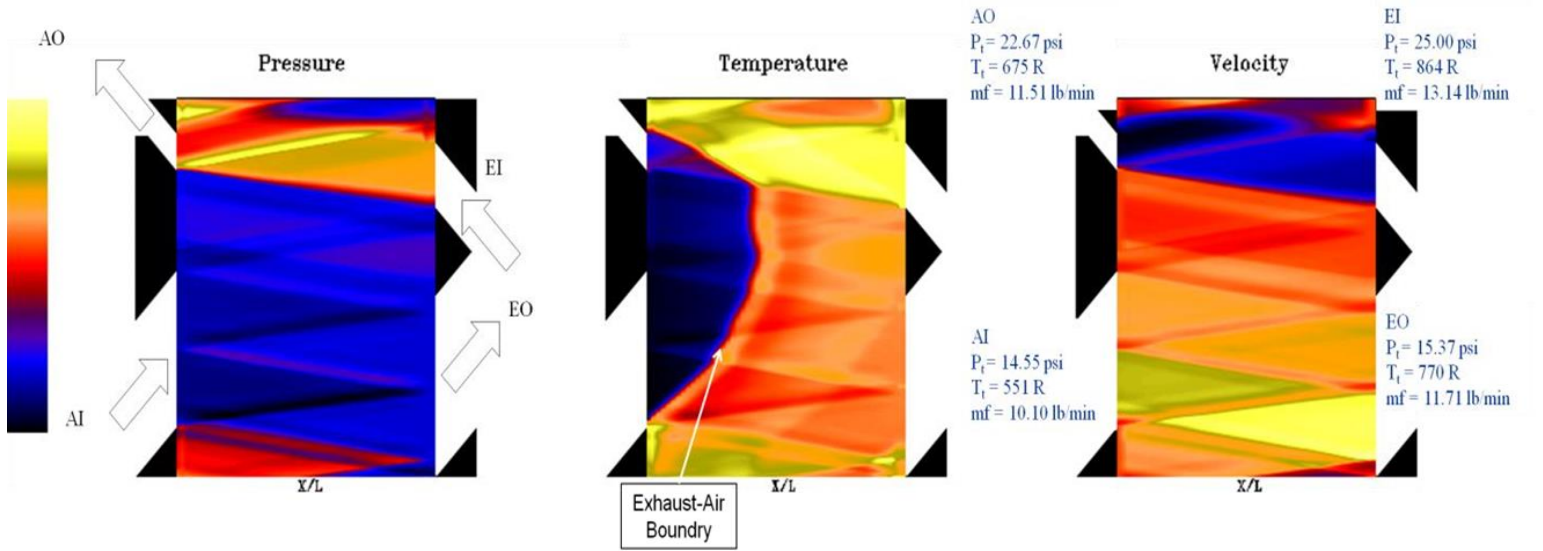 AO
Pressure
EI
EO
AI
X/L
Temperature
X/L
Exhaust-Air
Boundry
AO
Pt = 22.67 psi
Tt = 675 R
mf = 11.51 lb/min
AI
Pt = 14.55 psi
Tt = 551 R
mf = 10.10 lb/min
Velocity
X/L
EI
Pt = 25.00 psi
Tt = 864 R
mf = 13.14 lb/min
EO
Pt = 15.37 psi
Tt = 770 R
mf = 11.71 lb/min